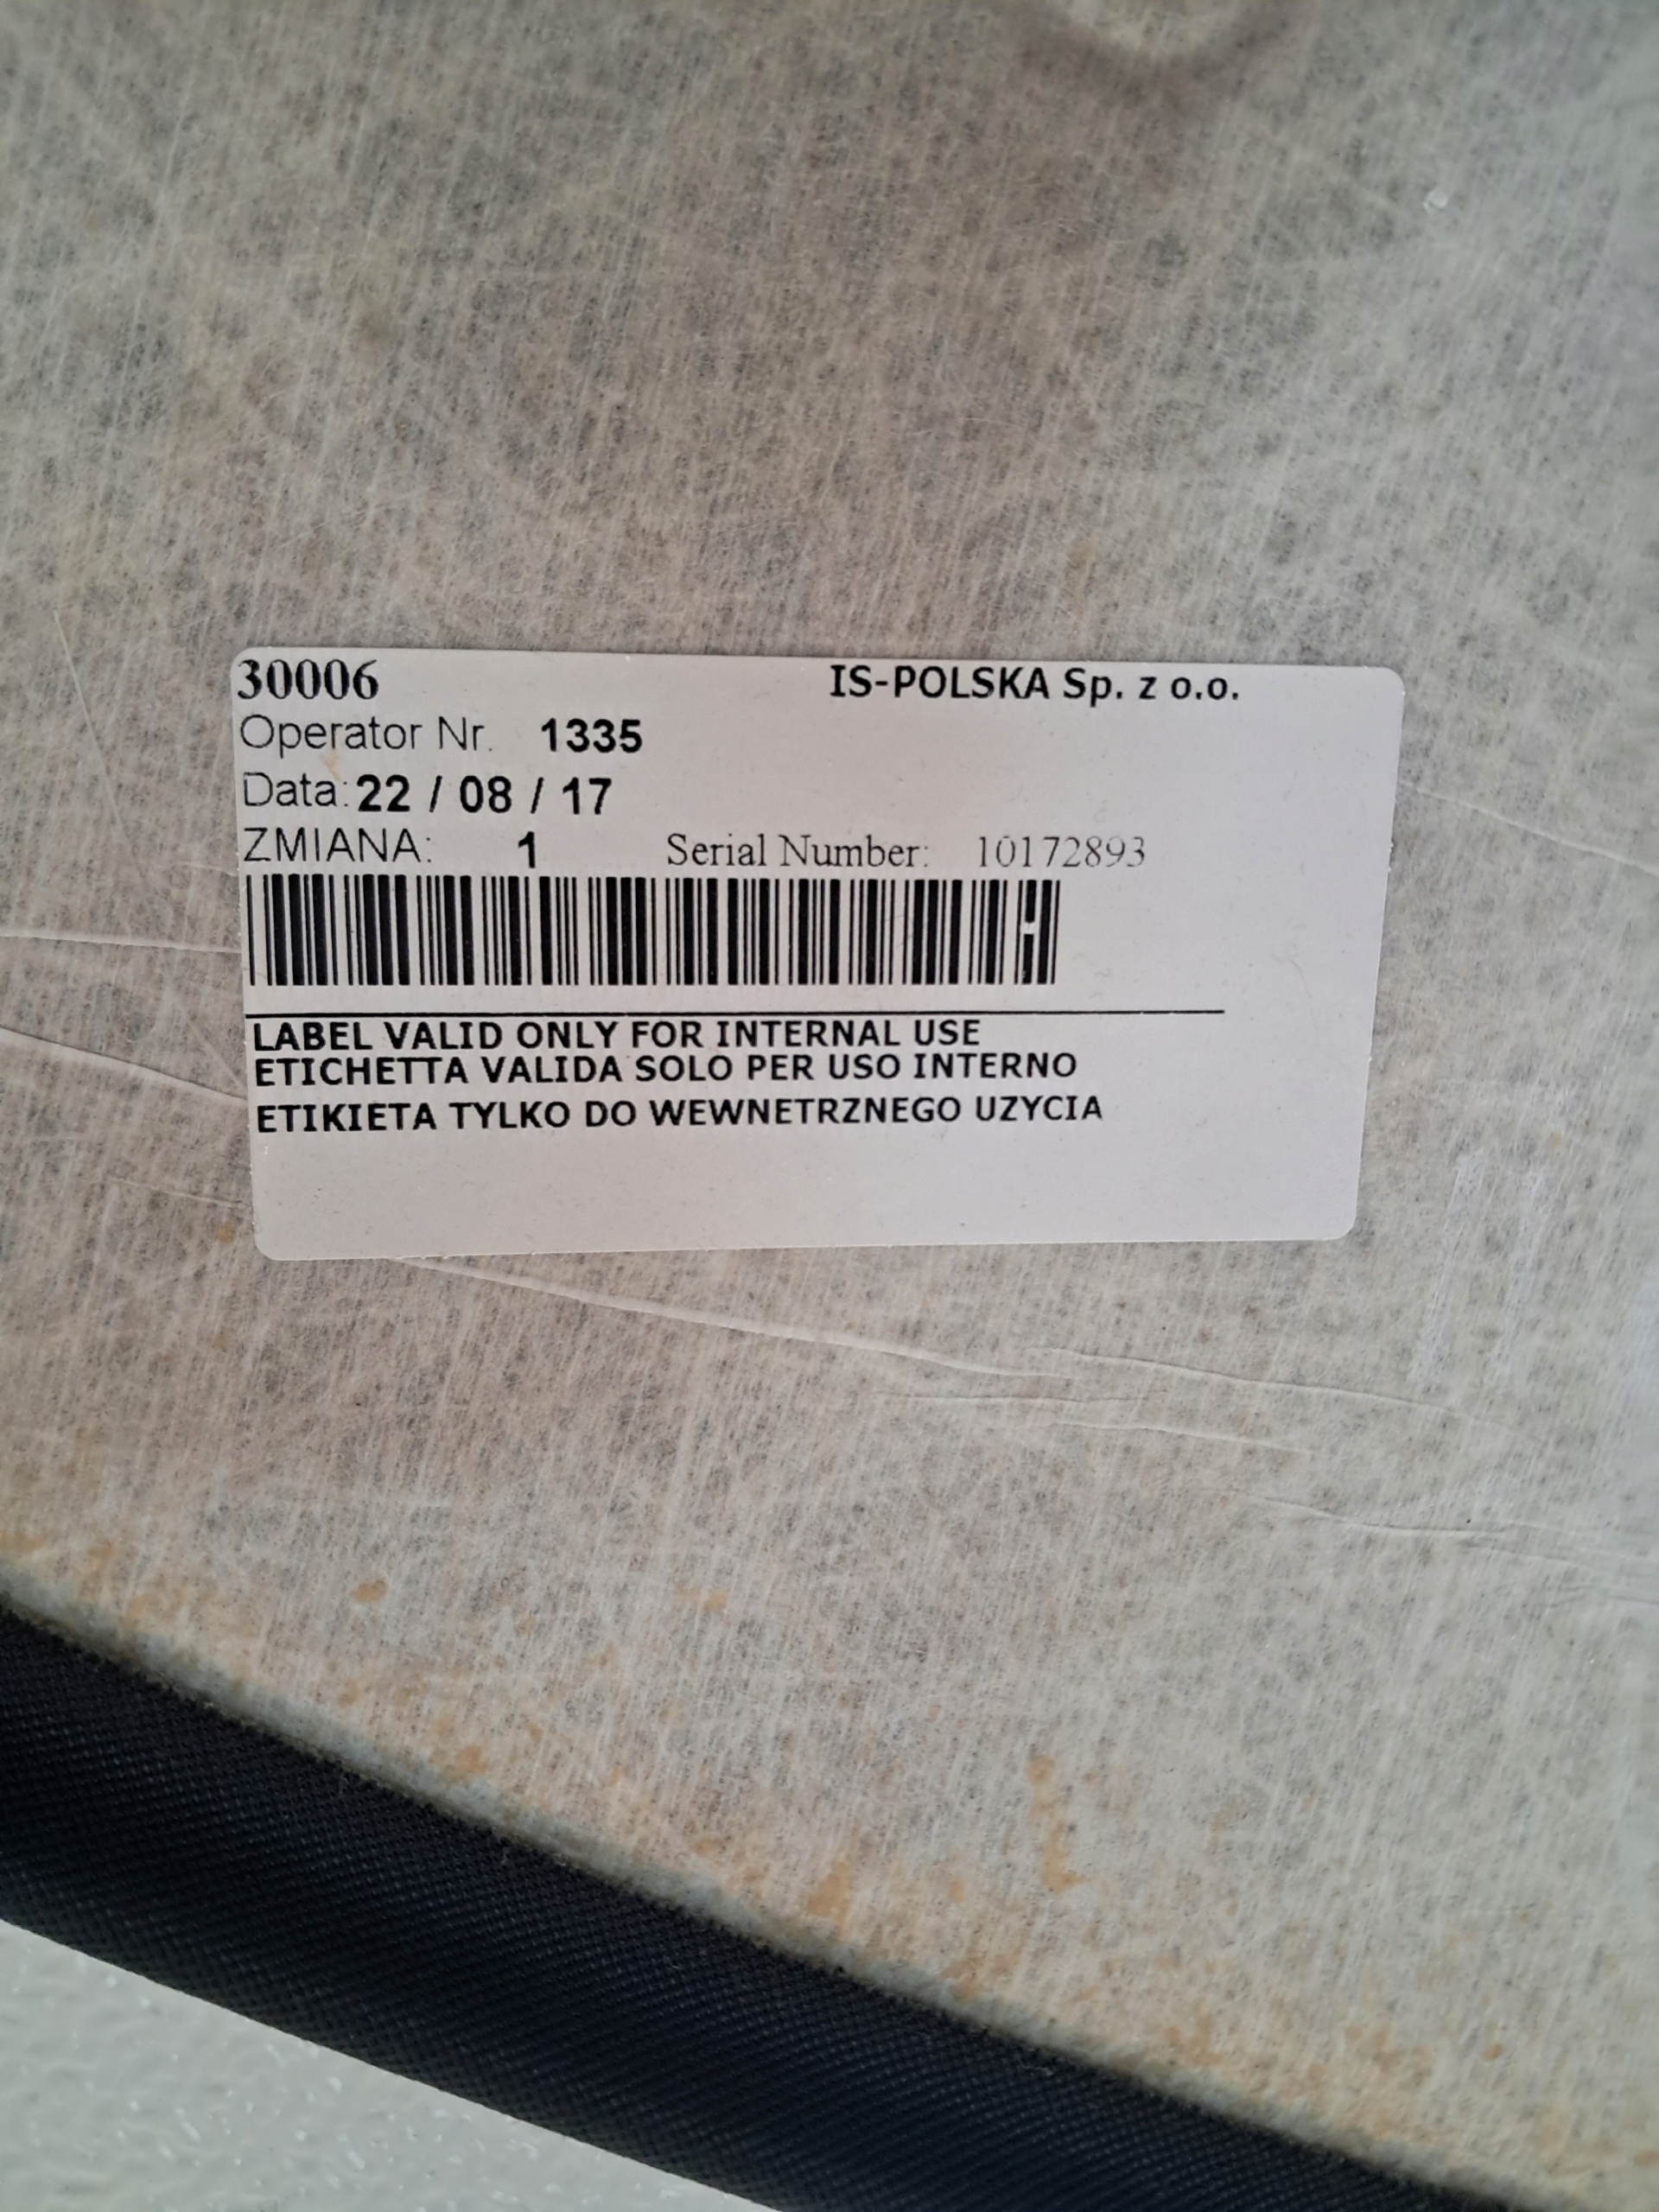 30006 IS-POLSKA Sp. z o.o.
Operator Nr. 1335
Data: 22 / 08 / 17
ZMIANA: 1 Serial Number: 10172893
LABEL VALID ONLY FOR INTERNAL USE
ETICHETTA VALIDA SOLO PER USO INTERNO
ETIKIETA TYLKO DO WEWNETRZNEGO UZYCIA